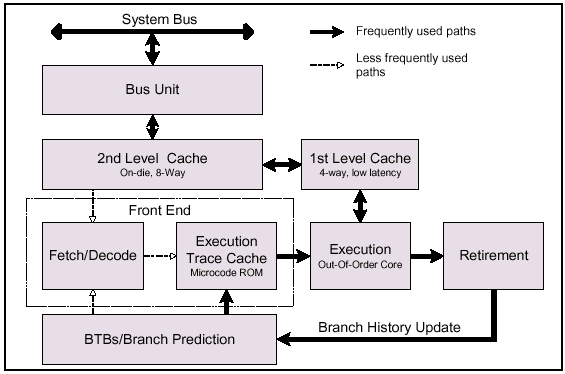 System Bus
Frequently used paths
Less frequently used
paths
Bus Unit
2nd Level Cache
On-die, 8-Way
1st Level Cache
4-way, low latency
Front End
Fetch/Decode
Execution
Trace Cache
Microcode ROM
Execution
Out-Of-Order Core
Retirement
Branch History Update
BTBs/Branch Prediction